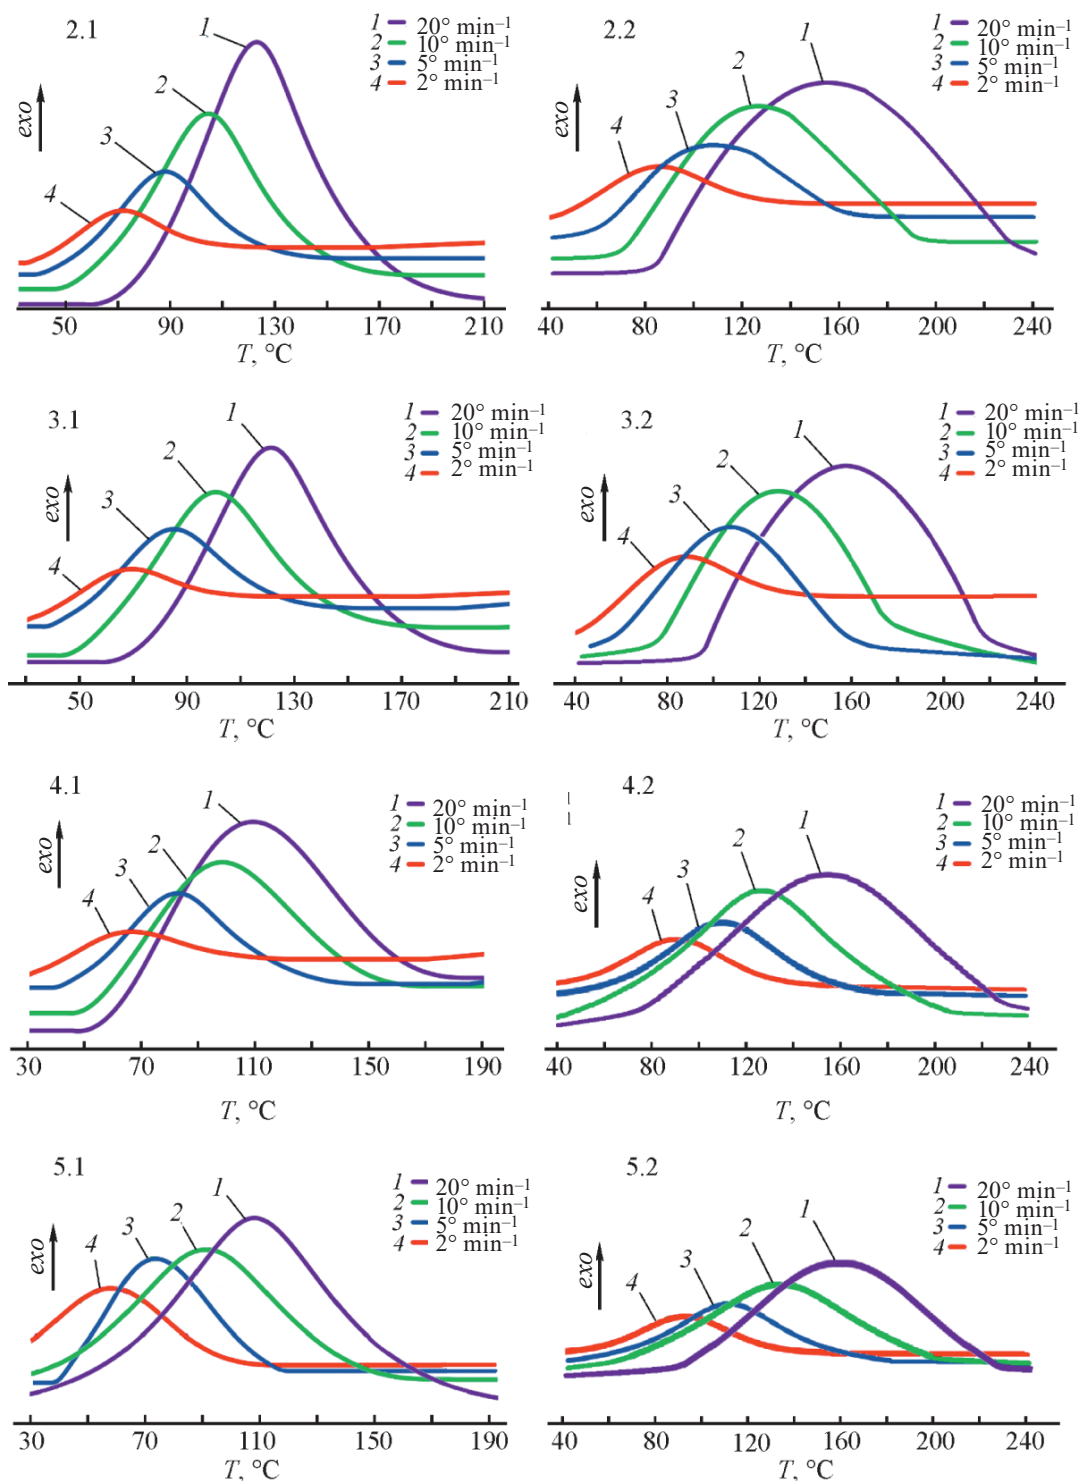 2.1
1
1 20° min⁻¹
2 10° min⁻¹
3 5° min⁻¹
4 2° min⁻¹
2
3
4
exo
50 90 130 170 210
T, °C
2.2
1
1 20° min⁻¹
2 10° min⁻¹
3 5° min⁻¹
4 2° min⁻¹
2
3
4
exo
40 80 120 160 200 240
T, °C
3.1
1
1 20° min⁻¹
2 10° min⁻¹
3 5° min⁻¹
4 2° min⁻¹
2
3
4
exo
50 90 130 170 210
T, °C
3.2
1
1 20° min⁻¹
2 10° min⁻¹
3 5° min⁻¹
4 2° min⁻¹
2
3
4
exo
40 80 120 160 200 240
T, °C
4.1
1
1 20° min⁻¹
2 10° min⁻¹
3 5° min⁻¹
4 2° min⁻¹
2
3
4
exo
30 70 110 150 190
T, °C
4.2
1
1 20° min⁻¹
2 10° min⁻¹
3 5° min⁻¹
4 2° min⁻¹
2
3
4
exo
40 80 120 160 200 240
T, °C
5.1
1
1 20° min⁻¹
2 10° min⁻¹
3 5° min⁻¹
4 2° min⁻¹
2
3
4
exo
30 70 110 150 190
T, °C
5.2
1
1 20° min⁻¹
2 10° min⁻¹
3 5° min⁻¹
4 2° min⁻¹
2
3
4
exo
40 80 120 160 200 240
T, °C